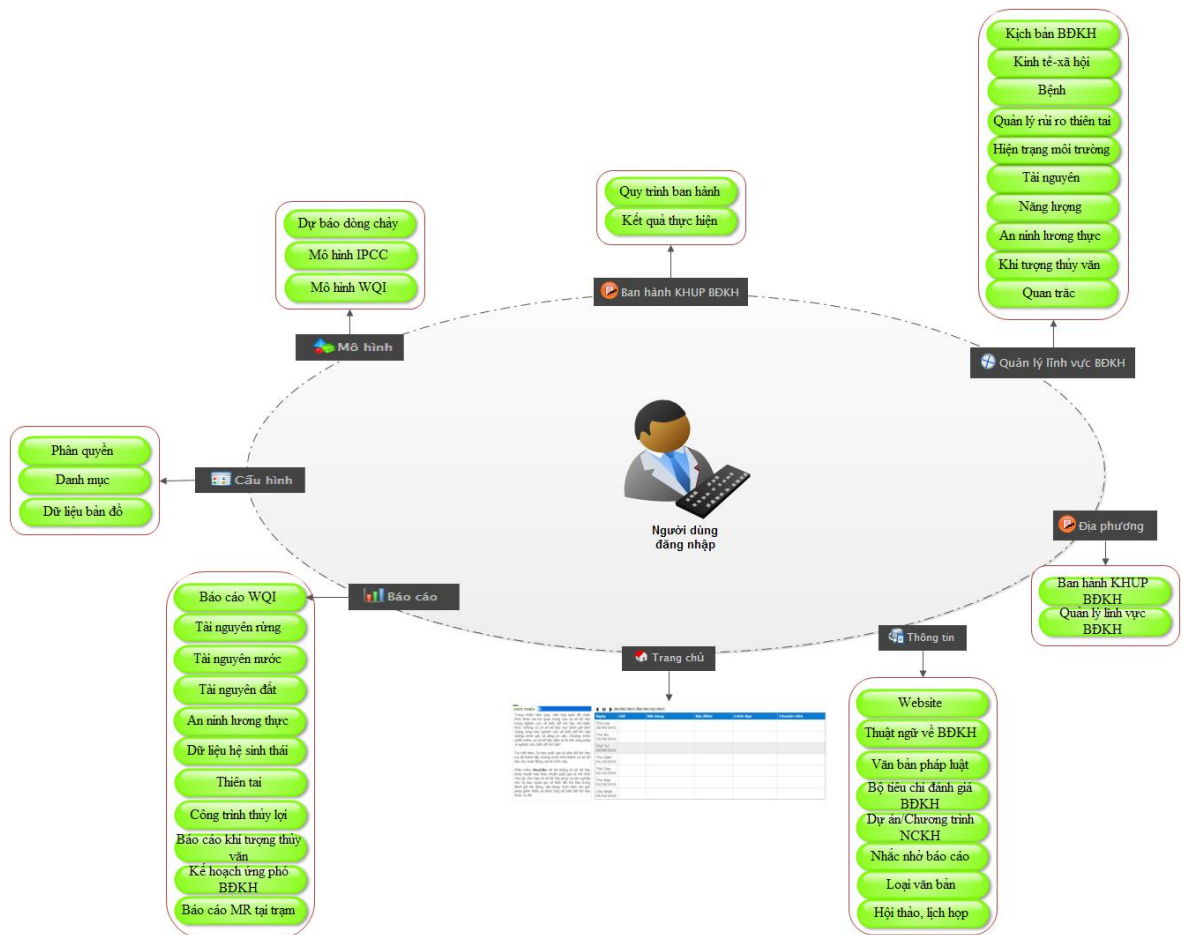 Kịch bản BĐKH
Kinh tế-xã hội
Bệnh
Quản lý rủi ro thiên tai
Hiện trạng môi trường
Tài nguyên
Năng lượng
An ninh lương thực
Khí tượng thủy văn
Quan trắc
Quản lý lĩnh vực BĐKH
Quy trình ban hành
Kết quả thực hiện
Ban hành KHUP BĐKH
Dự báo dòng chảy
Mô hình IPCC
Mô hình WQI
Mô hình
Phân quyền
Danh mục
Dữ liệu bản đồ
Cấu hình
Người dùng
đăng nhập
Địa phương
Ban hành KHUP
BĐKH
Quản lý lĩnh vực
BĐKH
Báo cáo
Báo cáo WQI
Tài nguyên rừng
Tài nguyên nước
Tài nguyên đất
An ninh lương thực
Dữ liệu hệ sinh thái
Thiên tai
Công trình thủy lợi
Báo cáo khí tượng thủy
văn
Kế hoạch ứng phó
BĐKH
Báo cáo MR tại trạm
Trang chủ
Thông tin
Website
Thuật ngữ về BĐKH
Văn bản pháp luật
Bộ tiêu chí đánh giá
BĐKH
Dự án/Chương trình
NCKH
Nhắc nhở báo cáo
Loại văn bản
Hội thảo, lịch họp